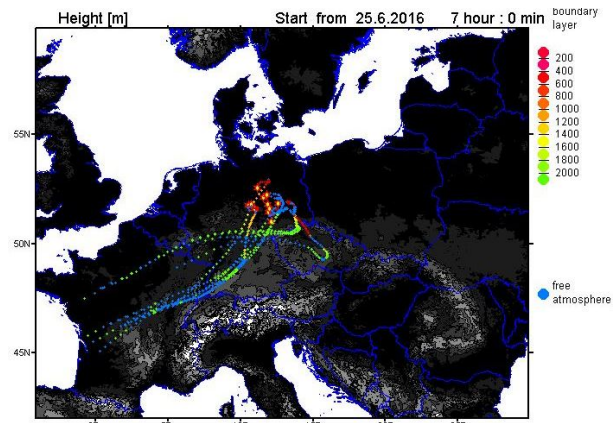 Height [m] Start from 25.6.2016 7 hour : 0 min
boundary
layer
200
400
600
800
1000
1200
1400
1600
1800
2000
55N
50N
45N
free
atmosphere